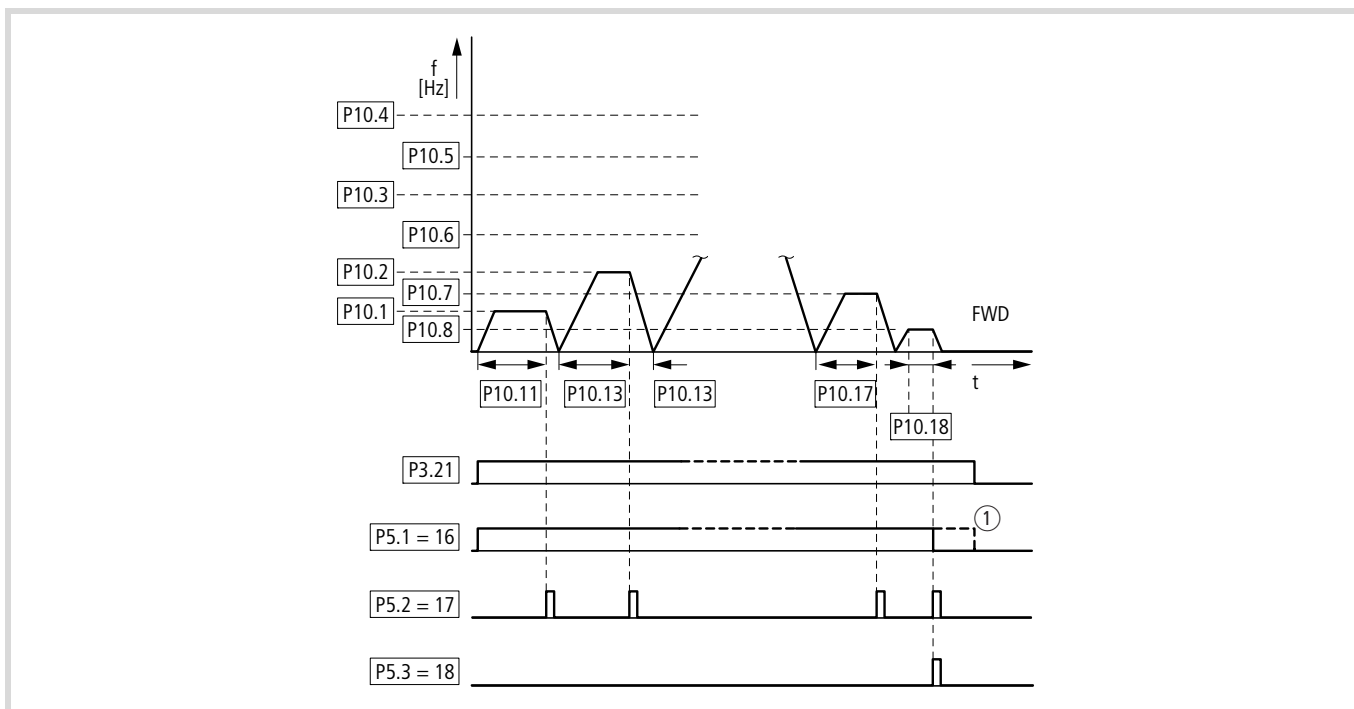 f
[Hz]
P10.4
P10.5
P10.3
P10.6
P10.2
P10.7
P10.1
P10.8
FWD
t
P10.11
P10.13
P10.13
P10.17
P10.18
P3.21
P5.1 = 16
1
P5.2 = 17
P5.3 = 18